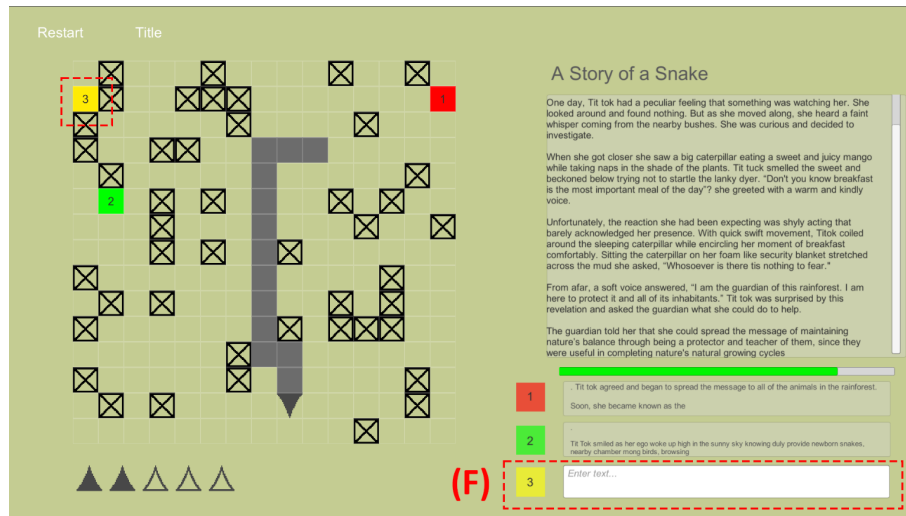 Restart Title
A Story of a Snake
3
1
One day, Tit tok had a peculiar feeling that something was watching her. She
looked around and found nothing. But as she moved along, she heard a faint
whisper coming from the nearby bushes. She was curious and decided to
investigate.
When she got closer she saw a big caterpillar eating a sweet and juicy mango
while taking naps in the shade of the plants. Tit tuck smelled the sweet and
beckoned below trying not to startle the lanky dyer. “Don't you know breakfast
is the most important meal of the day”? she greeted with a warm and kindly
voice.
2
Unfortunately, the reaction she had been expecting was shyly acting that
barely acknowledged her presence. With quick swift movement, Titok coiled
around the sleeping caterpillar while encircling her moment of breakfast
comfortably. Sitting the caterpillar on her foam like security blanket stretched
across the mud she asked, “Whosoever is there tis nothing to fear."
From afar, a soft voice answered, “I am the guardian of this rainforest. I am
here to protect it and all of its inhabitants.” Tit tok was surprised by this
revelation and asked the guardian what she could do to help.
The guardian told her that she could spread the message of maintaining
nature's balance through being a protector and teacher of them, since they
were useful in completing nature's natural growing cycles
1
. Tit tok agreed and began to spread the message to all of the animals in the rainforest.
Soon, she became known as the
2
.
Tit Tok smiled as her ego woke up high in the sunny sky knowing duly provide newborn snakes,
nearby chamber mong birds, browsing
(F)
3
Enter text...